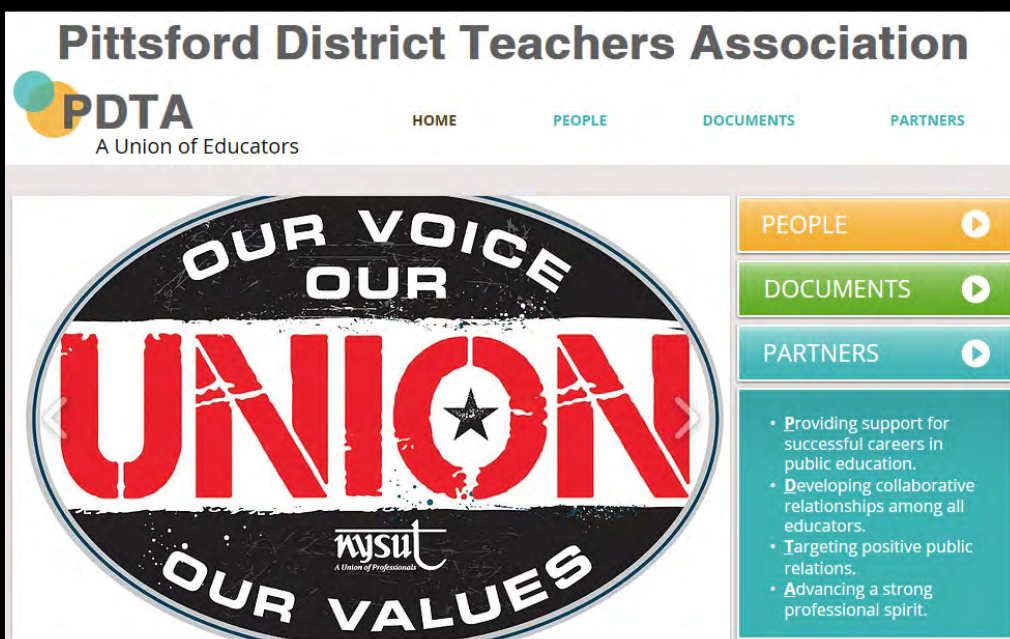 Pittsford District Teachers Association
PDTA
A Union of Educators
HOME PEOPLE DOCUMENTS PARTNERS
OUR VOICE
OUR
UNION
nysut
A Union of Professionals
OUR VALUES
PEOPLE
DOCUMENTS
PARTNERS
• Providing support for
successful careers in
public education.
• Developing collaborative
relationships among all
educators.
• Targeting positive public
relations.
• Advancing a strong
professional spirit.